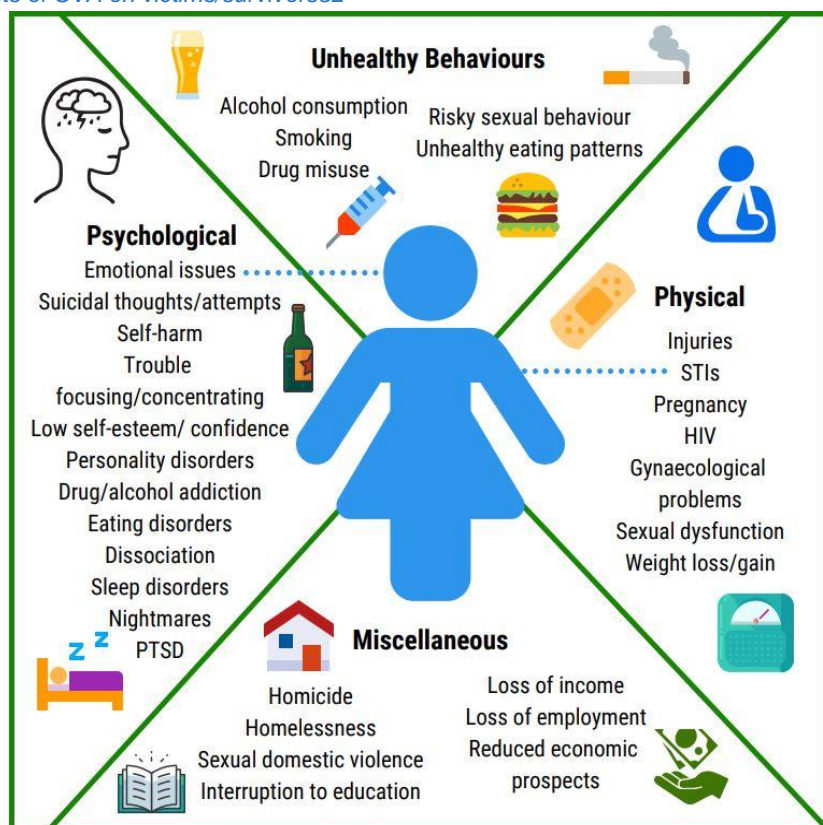 Unhealthy Behaviours
Alcohol consumption
Smoking
Drug misuse
Risky sexual behaviour
Unhealthy eating patterns
Psychological
Emotional issues
Suicidal thoughts/attempts
Self-harm
Trouble
focusing/concentrating
Low self-esteem/ confidence
Personality disorders
Drug/alcohol addiction
Eating disorders
Dissociation
Sleep disorders
Nightmares
PTSD
Physical
Injuries
STIs
Pregnancy
HIV
Gynaecological
problems
Sexual dysfunction
Weight loss/gain
Miscellaneous
Homicide
Homelessness
Sexual domestic violence
Interruption to education
Loss of income
Loss of employment
Reduced economic
prospects
z z